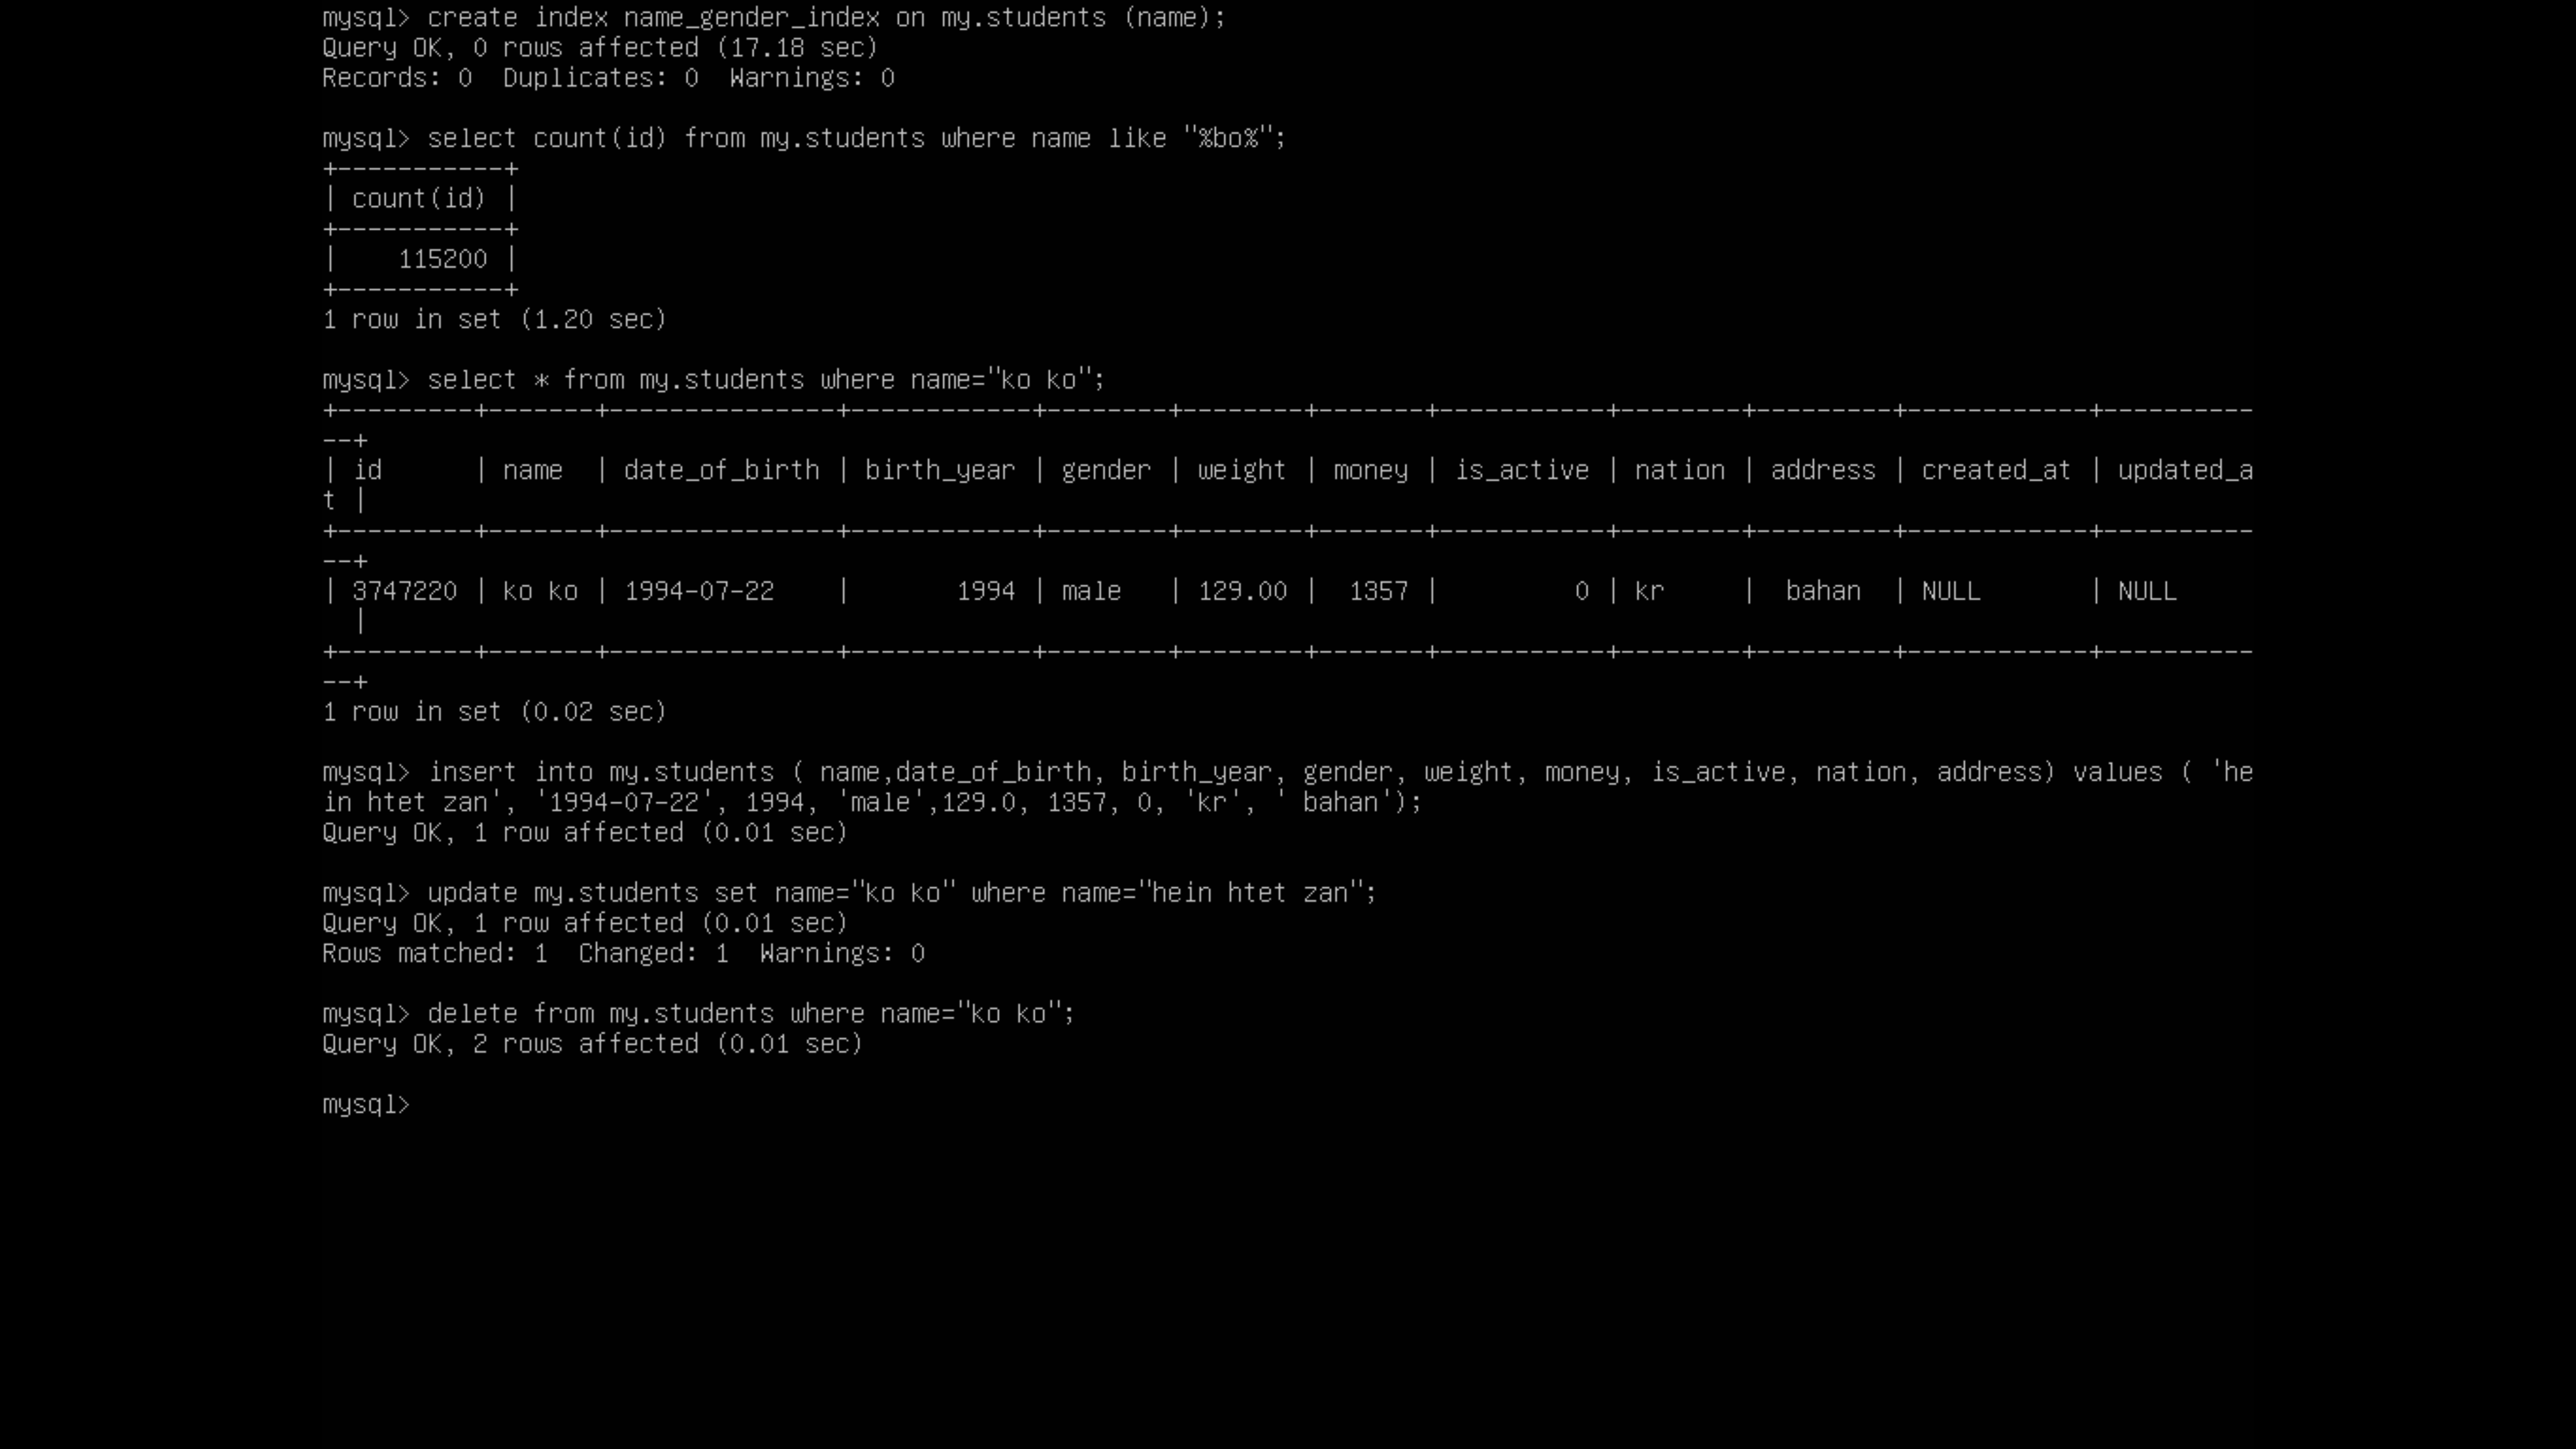 mysql> create index name_gender_index on my.students (name);
Query OK, 0 rows affected (17.18 sec)
Records: 0  Duplicates: 0  Warnings: 0

mysql> select count(id) from my.students where name like "%bo%";
+-----------+
| count(id) |
+-----------+
|    115200 |
+-----------+
1 row in set (1.20 sec)

mysql> select * from my.students where name="ko ko";
+---------+-------+---------------+------------+--------+--------+-------+-----------+--------+---------+------------+----------
--+
| id      | name  | date_of_birth | birth_year | gender | weight | money | is_active | nation | address | created_at | updated_a
t |
+---------+-------+---------------+------------+--------+--------+-------+-----------+--------+---------+------------+----------
--+
| 3747220 | ko ko | 1994-07-22    |       1994 | male   | 129.00 |  1357 |         0 | kr     |  bahan  | NULL       | NULL
  |
+---------+-------+---------------+------------+--------+--------+-------+-----------+--------+---------+------------+----------
--+
1 row in set (0.02 sec)

mysql> insert into my.students ( name,date_of_birth, birth_year, gender, weight, money, is_active, nation, address) values ( 'he
in htet zan', '1994-07-22', 1994, 'male',129.0, 1357, 0, 'kr', ' bahan');
Query OK, 1 row affected (0.01 sec)

mysql> update my.students set name="ko ko" where name="hein htet zan";
Query OK, 1 row affected (0.01 sec)
Rows matched: 1  Changed: 1  Warnings: 0

mysql> delete from my.students where name="ko ko";
Query OK, 2 rows affected (0.01 sec)

mysql>